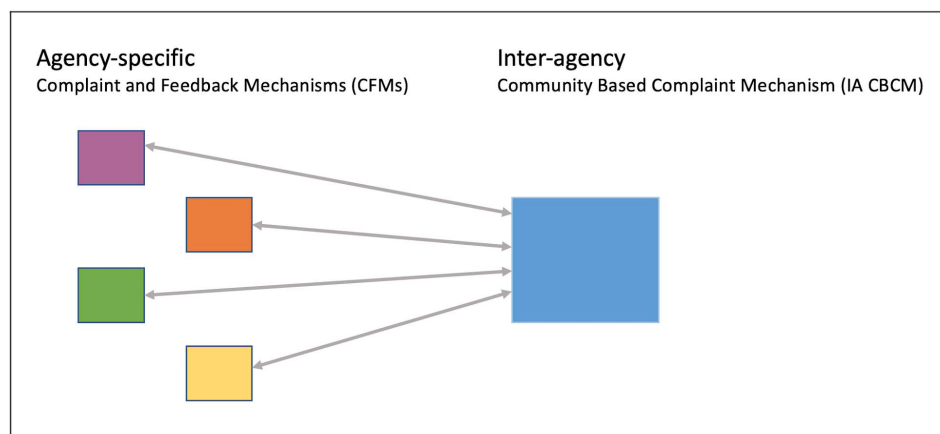 Agency-specific
Complaint and Feedback Mechanisms (CFMs)
Inter-agency
Community Based Complaint Mechanism (IA CBCM)